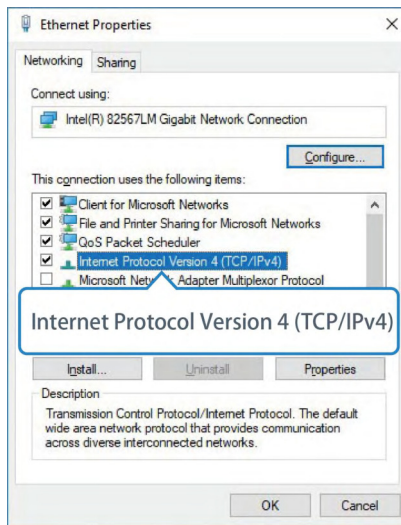 Ethernet Properties
Networking Sharing
Connect using:
Intel(R) 82567LM Gigabit Network Connection
Configure...
This connection uses the following items:
Client for Microsoft Networks
File and Printer Sharing for Microsoft Networks
QoS Packet Scheduler
Internet Protocol Version 4 (TCP/IPv4)
Microsoft Adapter Multiplexor Protocol
Internet Protocol Version 4 (TCP/IPv4)
Install... Uninstall Properties
Description
Transmission Control Protocol/Internet Protocol. The default
wide area network protocol that provides communication
across diverse interconnected networks.
OK Cancel